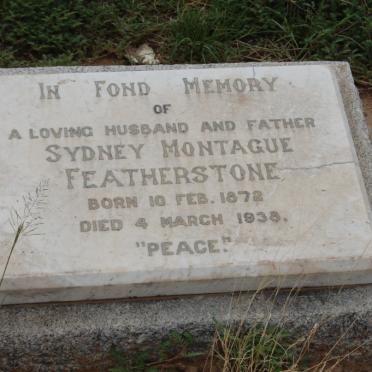 In Fond Memory
OF
A LOVING HUSBAND AND FATHER
SYDNEY MONTAGUE
FEATHERSTONE
BORN 10 FEB. 1872
DIED 4 MARCH 1938.
"PEACE."